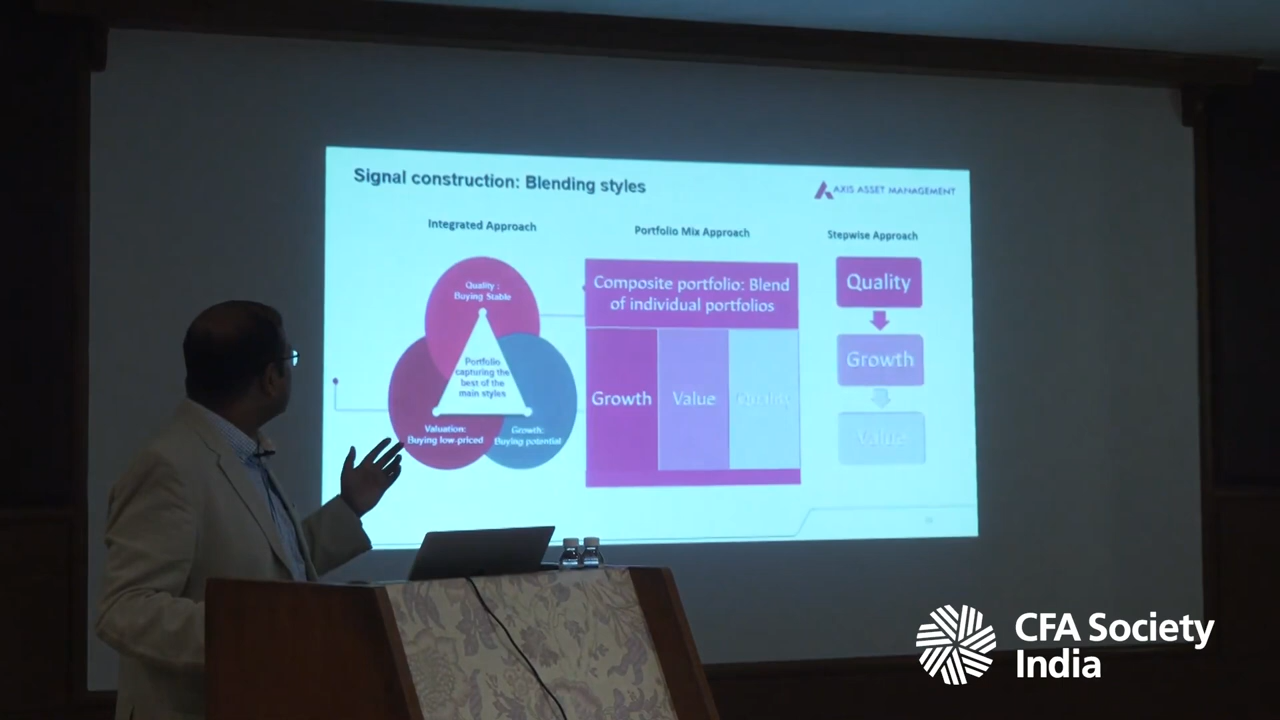 Signal construction: Blending styles
AXIS ASSET MANAGEMENT
Integrated Approach
Quality :
Buying Stable
Portfolio
capturing the
best of the
main styles
Valuation:
Buying low-priced
Growth:
Buying potential
Portfolio Mix Approach
Composite portfolio: Blend
of individual portfolios
Growth
Value
Quality
Stepwise Approach
Quality
Growth
Value
CFA Society
India